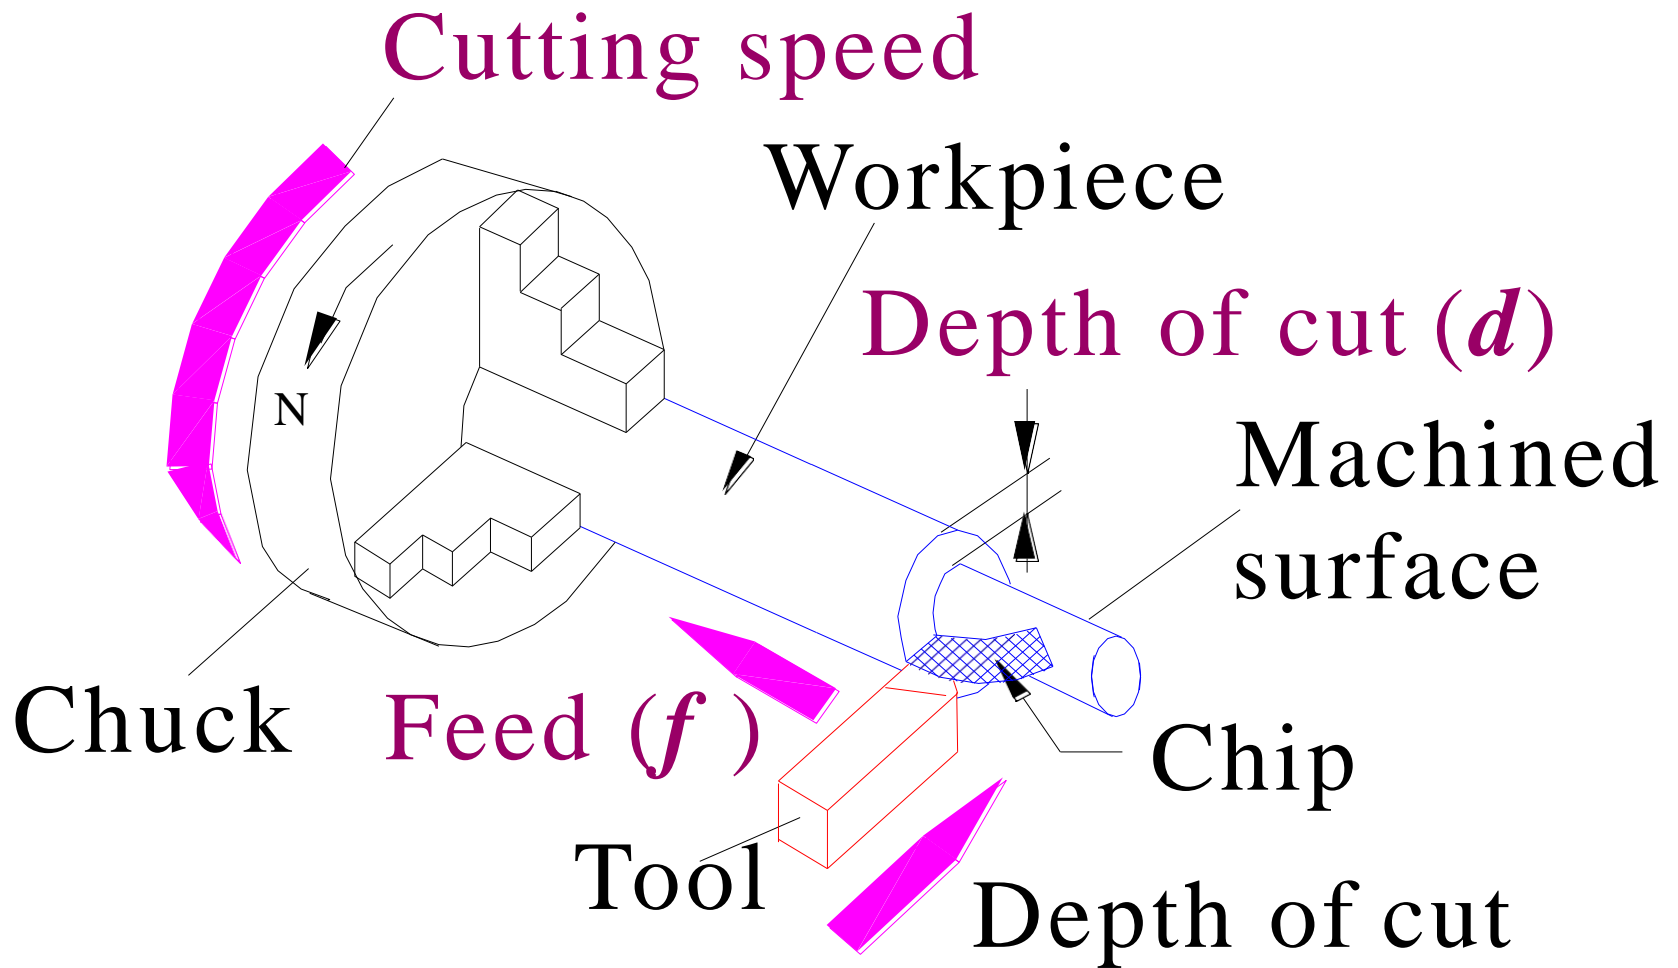 Cutting speed
Workpiece
Depth of cut (d)
N
Machined
surface
Chuck
Feed (f )
Chip
Tool
Depth of cut